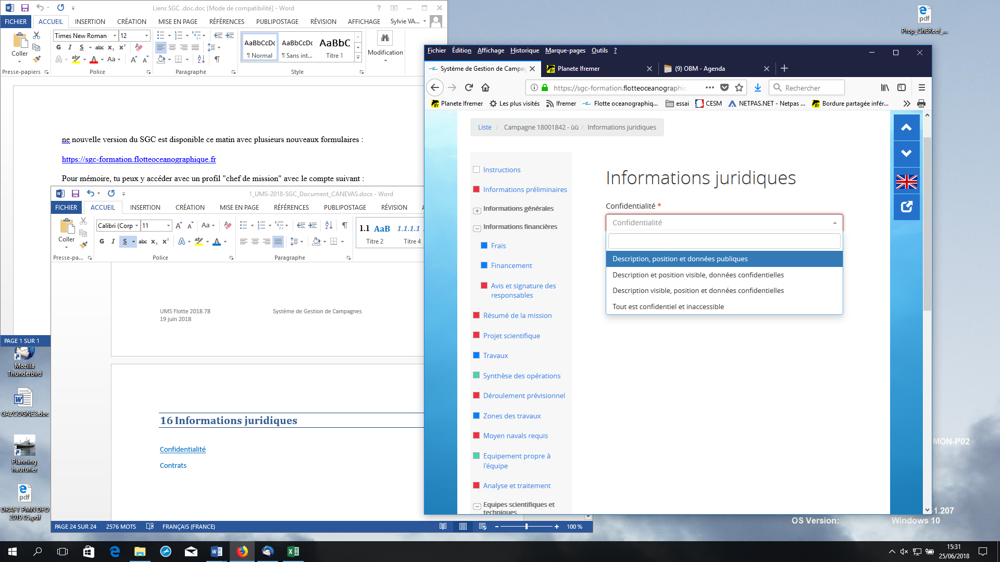 Liens SGC .doc.doc [Mode de compatibilité] - Word
FICHIER ACCUEIL INSERTION CRÉATION MISE EN PAGE RÉFÉRENCES PUBLIPOSTAGE RÉVISION AFFICHAGE Sylvie VA...
Times New Roman 12
Coller
G I S abc x₂ x²
Aa
AaBbCcDc AaBbCcDc AaBbC
¶ Normal ¶ Sans int... Titre 1
Modification
Presse-papiers Police Paragraphe Style
ne nouvelle version du SGC est disponible ce matin avec plusieurs nouveaux formulaires :
https://sgc-formation.flotteoceanographique.fr
Pour mémoire, tu peux y accéder avec un profil "chef de mission" avec le compte suivant :
PAGE 1 SUR 1
1_UMS-2018-SGC_Document_CANEVAS.docx - Word
FICHIER ACCUEIL INSERTION CRÉATION MISE EN PAGE RÉFÉRENCES PUBLIPOSTAGE RÉVISION
Calibri (Corp 11
Aa
Coller
G I S abc x₂ x²
1.1 AaB 1.1.1.1
Titre 2 Titre 4
Presse-pa... Police Paragraphe
UMS Flotte 2018.78 Système de Gestion de Campagnes
19 juin 2018
16 Informations juridiques
Confidentialité
Contrats
PAGE 24 SUR 24 2576 MOTS FRANÇAIS (FRANCE) 100 %
Fichier Édition Affichage Historique Marque-pages Outils ?
Système de Gestion de Campag
Planete Ifremer
(9) OBM - Agenda
https://sgc-formation.flotteoceanographic
Rechercher
Planete Ifremer Les plus visités Ifremer Flotte oceanographiq... essai CESM NETPAS.NET - Netpas ... Bordure partagée infér...
Liste / Campagne 18001842 - ùù / Informations juridiques
Instructions
Informations préliminaires
Informations générales
Informations financières
Frais
Financement
Avis et signature des
responsables
Résumé de la mission
Projet scientifique
Travaux
Synthèse des opérations
Déroulement prévisionnel
Zones des travaux
Moyen navals requis
Equipement propre à
l'équipe
Analyse et traitement
Equipes scientifiques et
techniques
Informations juridiques
Confidentialité *
Confidentialité
Description, position et données publiques
Description et position visible, données confidentielles
Description visible, position et données confidentielles
Tout est confidentiel et inaccessible
Prop_ChEReef_...
Mozilla
Thunderbird
GAZCOGNE3.doc
Planning
hauturier
DRAFT PMN DFO
2019 05.pdf
MON-P02
1.207
OS Version: Windows 10
15:31
25/06/2018